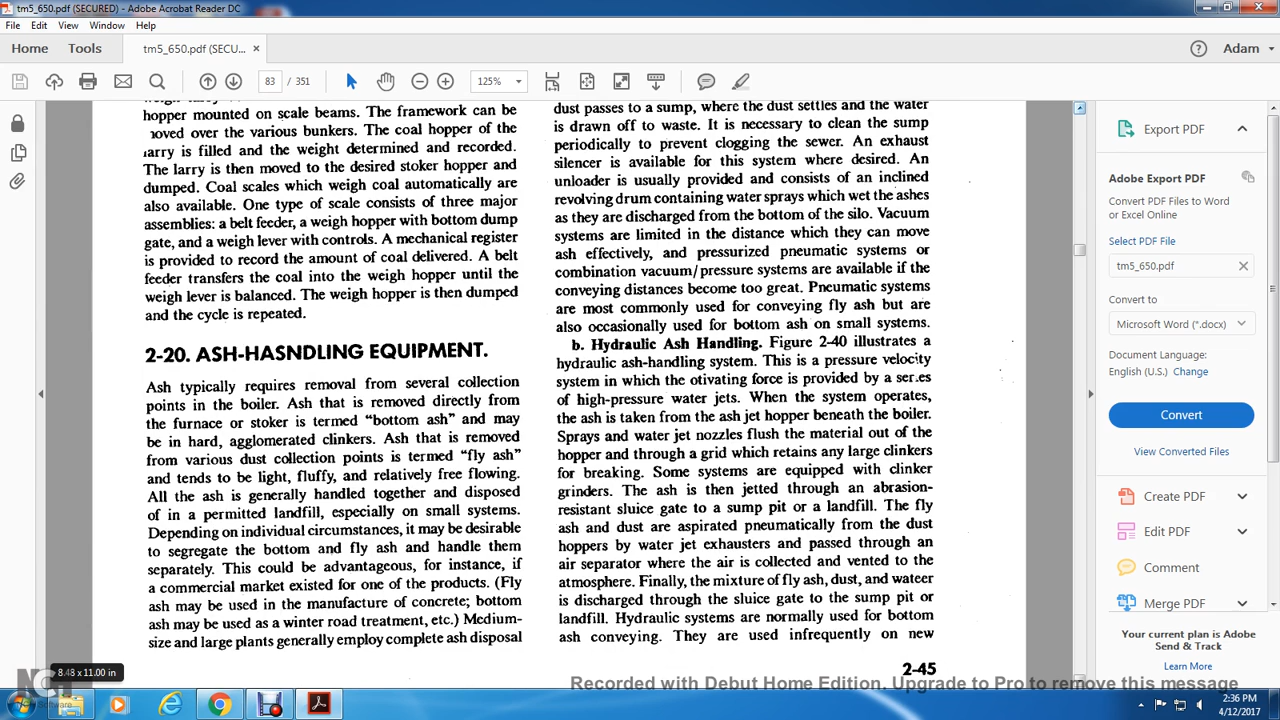 tm5_650.pdf (SECURED) - Adobe Acrobat Reader DC
File Edit View Window Help
Home Tools tm5_650.pdf (SECU... × Adam
83 / 351 125%
hopper mounted on scale beams. The framework can be
noved over the various bunkers. The coal hopper of the
larry is filled and the weight determined and recorded.
The larry is then moved to the desired stoker hopper and
dumped. Coal scales which weigh coal automatically are
also available. One type of scale consists of three major
assemblies: a belt feeder, a weigh hopper with bottom dump
gate, and a weigh lever with controls. A mechanical register
is provided to record the amount of coal delivered. A belt
feeder transfers the coal into the weigh hopper until the
weigh lever is balanced. The weigh hopper is then dumped
and the cycle is repeated.
2-20. ASH-HASNDLING EQUIPMENT.
Ash typically requires removal from several collection
points in the boiler. Ash that is removed directly from
the furnace or stoker is termed “bottom ash” and may
be in hard, agglomerated clinkers. Ash that is removed
from various dust collection points is termed “fly ash”
and tends to be light, fluffy, and relatively free flowing.
All the ash is generally handled together and disposed
of in a permitted landfill, especially on small systems.
Depending on individual circumstances, it may be desirable
to segregate the bottom and fly ash and handle them
separately. This could be advantageous, for instance, if
a commercial market existed for one of the products. (Fly
ash may be used in the manufacture of concrete; bottom
ash may be used as a winter road treatment, etc.) Medium-
size and large plants generally employ complete ash disposal
dust passes to a sump, where the dust settles and the water
is drawn off to waste. It is necessary to clean the sump
periodically to prevent clogging the sewer. An exhaust
silencer is available for this system where desired. An
unloader is usually provided and consists of an inclined
revolving drum containing water sprays which wet the ashes
as they are discharged from the bottom of the silo. Vacuum
systems are limited in the distance which they can move
ash effectively, and pressurized pneumatic systems or
combination vacuum/pressure systems are available if the
conveying distances become too great. Pneumatic systems
are most commonly used for conveying fly ash but are
also occasionally used for bottom ash on small systems.
b. Hydraulic Ash Handling. Figure 2-40 illustrates a
hydraulic ash-handling system. This is a pressure velocity
system in which the otivating force is provided by a ser.es
of high-pressure water jets. When the system operates,
the ash is taken from the ash jet hopper beneath the boiler.
Sprays and water jet nozzles flush the material out of the
hopper and through a grid which retains any large clinkers
for breaking. Some systems are equipped with clinker
grinders. The ash is then jetted through an abrasion-
resistant sluice gate to a sump pit or a landfill. The fly
ash and dust are aspirated pneumatically from the dust
hoppers by water jet exhausters and passed through an
air separator where the air is collected and vented to the
atmosphere. Finally, the mixture of fly ash, dust, and wateer
is discharged through the sluice gate to the sump pit or
landfill. Hydraulic systems are normally used for bottom
ash conveying. They are used infrequently on new
2-45
8.48 x 11.00 in
Export PDF
Adobe Export PDF
Convert PDF Files to Word
or Excel Online
Select PDF File
tm5_650.pdf
Convert to
Microsoft Word (*.docx)
Document Language:
English (U.S.) Change
Convert
View Converted Files
Create PDF
Edit PDF
Comment
Merge PDF
Your current plan is Adobe
Send & Track
Learn More
NCH
Software
Recorded with Debut Home Edition. Upgrade to Pro to remove this message
2:36 PM
4/12/2017